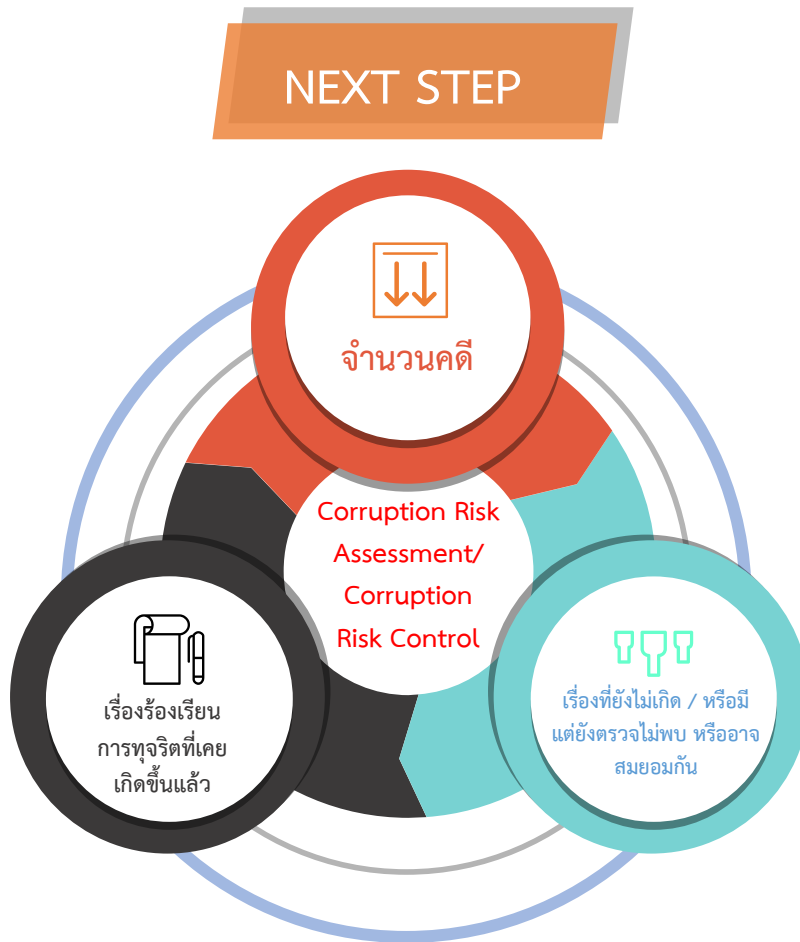 NEXT STEP
จำนวนคดี
Corruption Risk
Assessment/
Corruption
Risk Control
เรื่องร้องเรียน
การทุจริตที่เคย
เกิดขึ้นแล้ว
เรื่องที่ยังไม่เกิด / หรือมี
แต่ยังตรวจไม่พบ หรืออาจ
สมยอมกัน